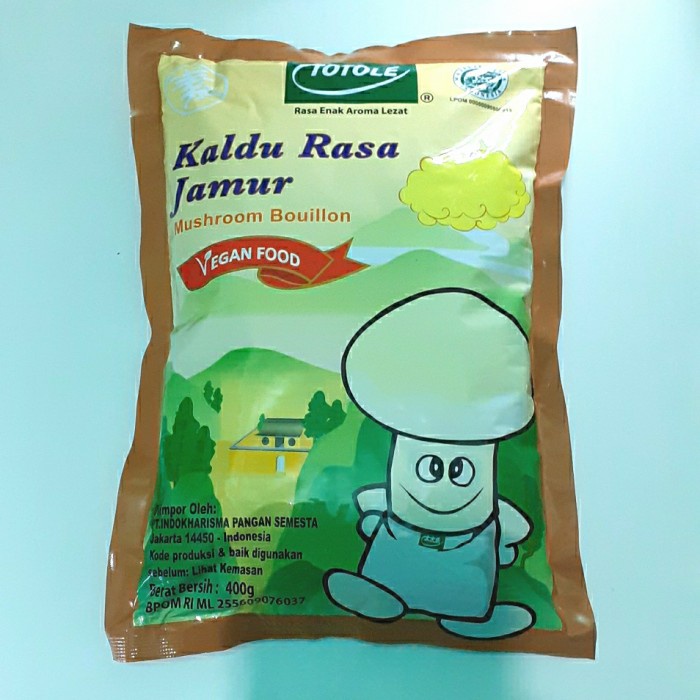 TOTOLE
®
Rasa Enak Aroma Lezat
Kaldu Rasa
Jamur
Mushroom Bouillon
VEGAN FOOD
Oleh:
PT.INDOKHARISMA PANGAN SEMESTA
Jakarta 14450 - Indonesia
Kode produksi & baik digunakan
sebelum: Lihat Kemasan
Berat Bersih : 400g
BPOM RI ML 255609076037